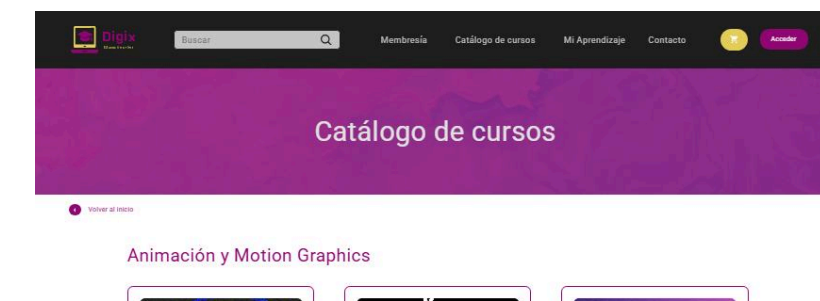 Digix
Buscar
Membresía
Catálogo de cursos
Mi Aprendizaje
Contacto
Acceder
Catálogo de cursos
Volver al inicio
Animación y Motion Graphics